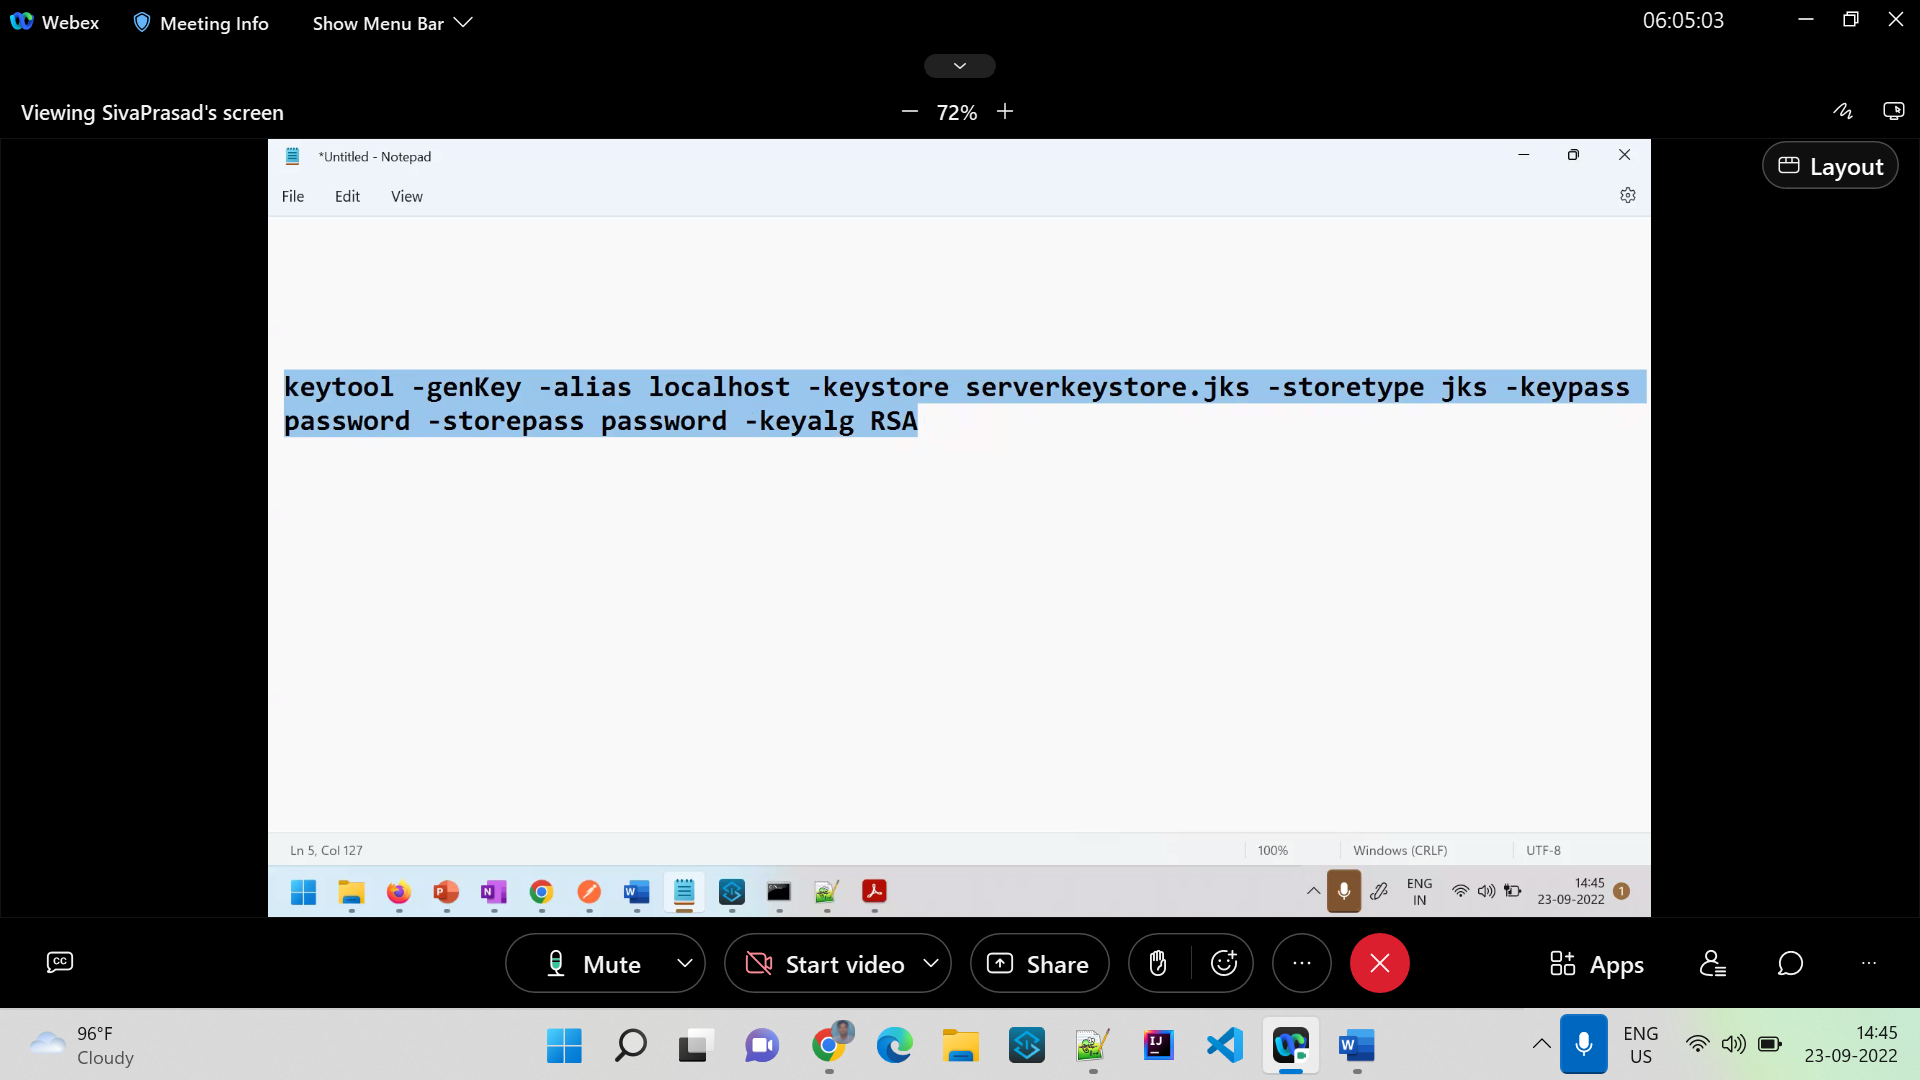 Webex
Meeting Info
Show Menu Bar
06:05:03
Viewing SivaPrasad's screen
72%
Layout
*Untitled - Notepad
File Edit View
keytool -genKey -alias localhost -keystore serverkeystore.jks -storetype jks -keypass
password -storepass password -keyalg RSA
Ln 5, Col 127
100%
Windows (CRLF)
UTF-8
ENG
IN
14:45
23-09-2022
1
CC
Mute
Start video
Share
Apps
96°F
Cloudy
ENG
US
14:45
23-09-2022